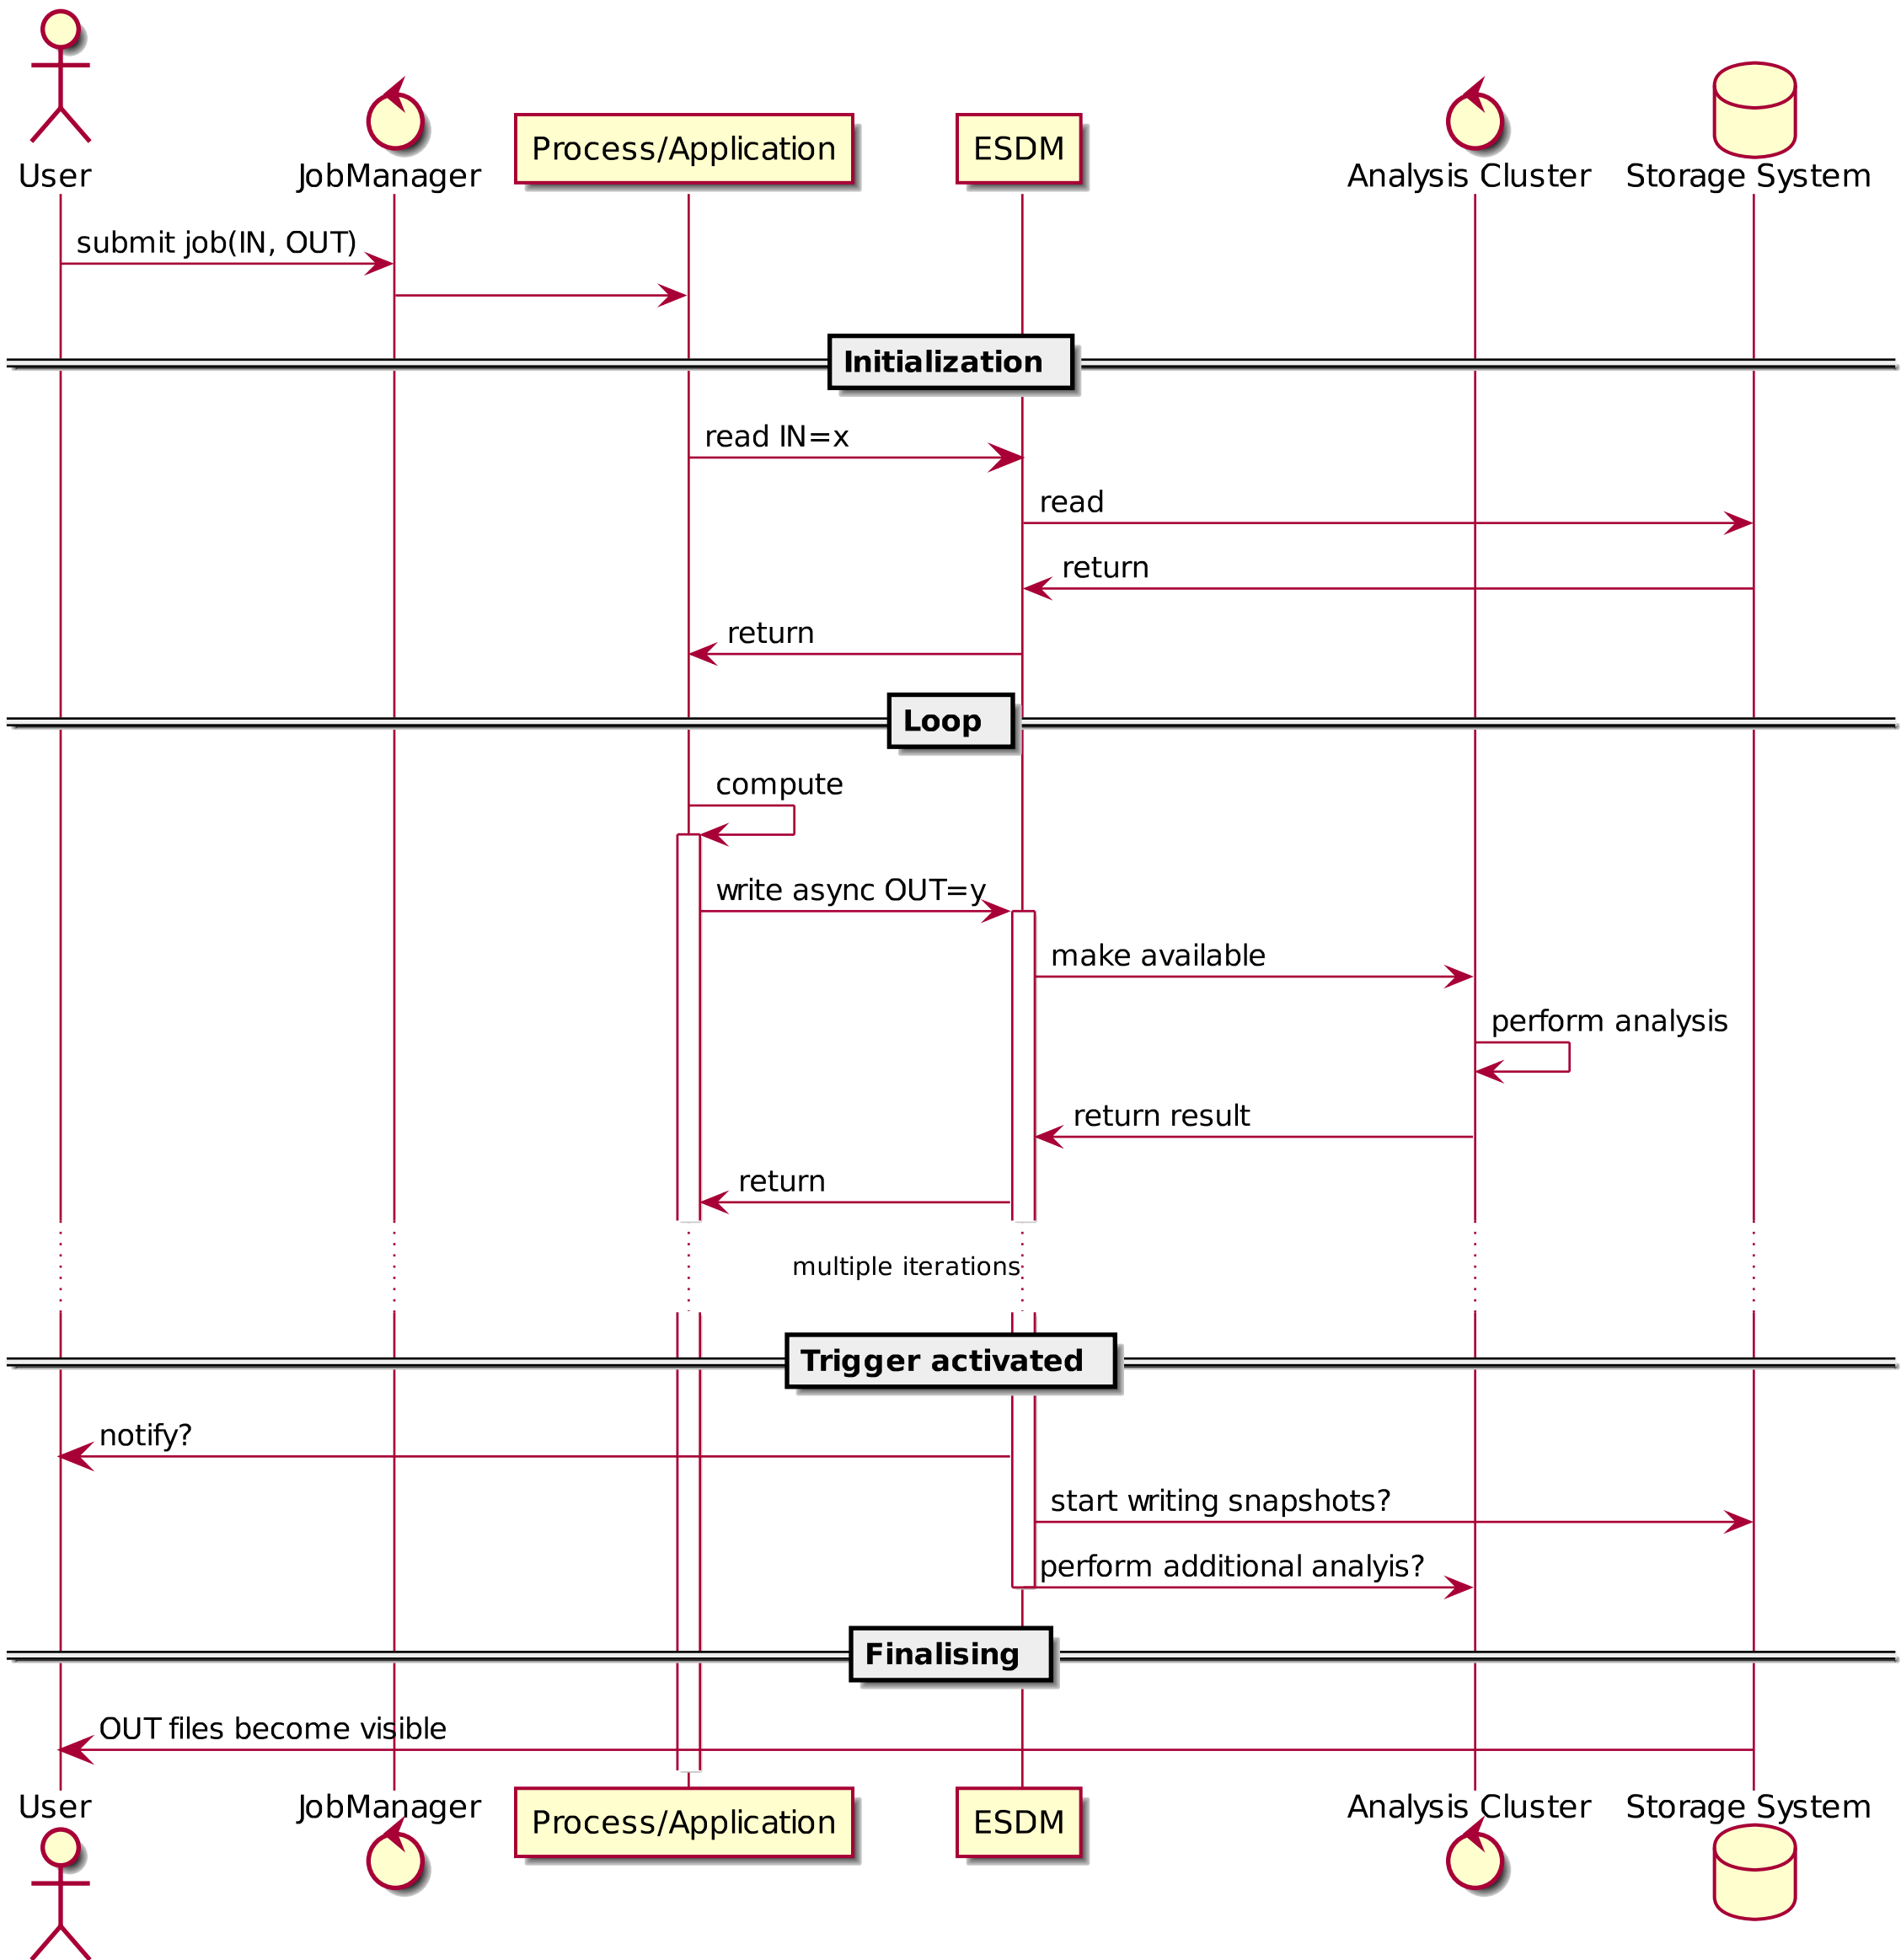 User
JobManager
Process/Application
ESDM
Analysis Cluster
Storage System
submit job(IN, OUT)
Initialization
read IN=x
read
return
return
Loop
compute
write async OUT=y
make available
perform analysis
return result
return
multiple iterations
Trigger activated
notify?
start writing snapshots?
perform additional analyis?
Finalising
OUT files become visible
User
JobManager
Process/Application
ESDM
Analysis Cluster
Storage System